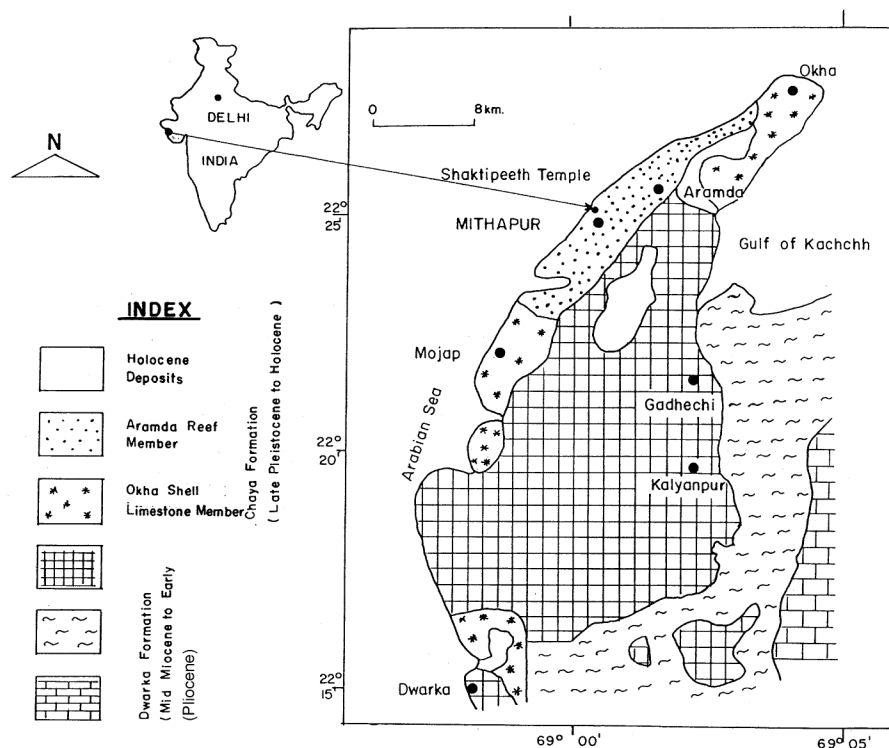 DELHI
INDIA
N
0 8 km.
Okha
Shaktipeeth Temple
Aramda
22°
25'
MITHAPUR
Gulf of Kachchh
INDEX
Holocene
Deposits
Mojap
Aramda Reef
Member
Gadhechi
Arabian Sea
22°
20'
Okha Shell
Limestone Member
Chaya Formation
( Late Pleistocene to Holocene )
Kalyanpur
Dwarka Formation
(Mid Miocene to Early
(Pliocene)
22°
15'
Dwarka
69° 00'
69° 05'